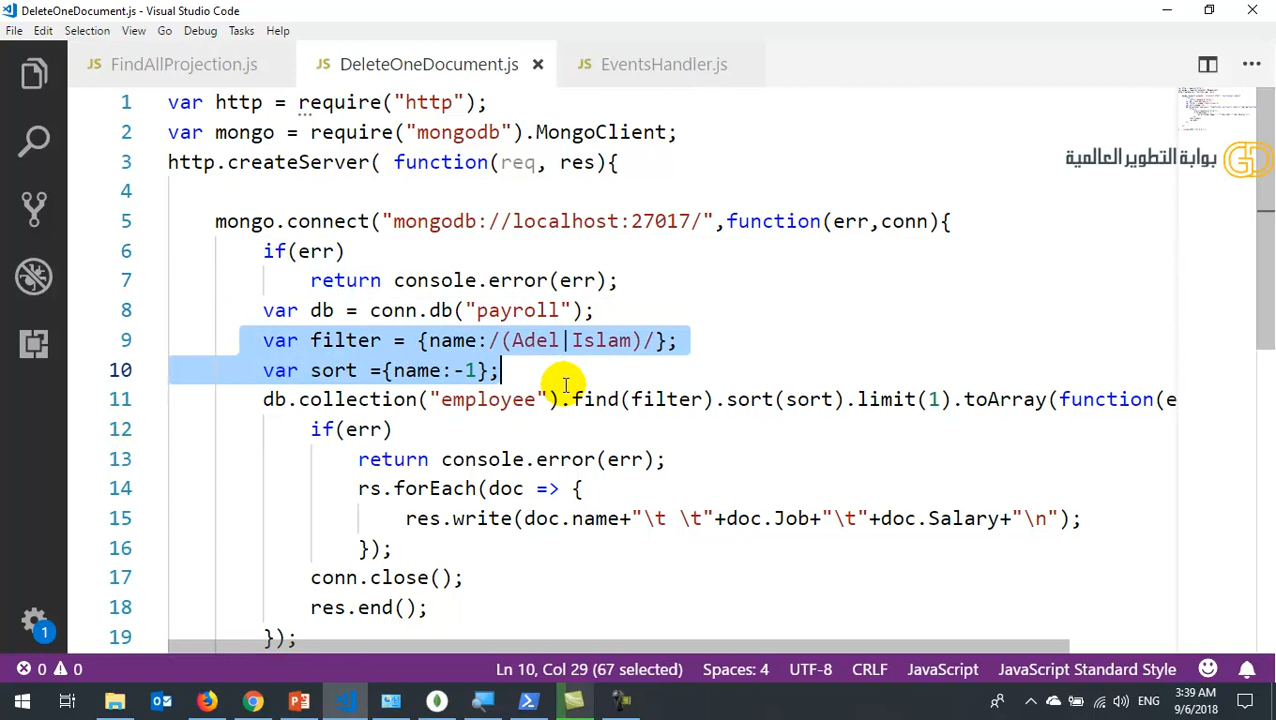 DeleteOneDocument.js - Visual Studio Code
File Edit Selection View Go Debug Tasks Help
JS FindAllProjection.js JS DeleteOneDocument.js JS EventsHandler.js
1 var http = require("http");
2 var mongo = require("mongodb").MongoClient;
3 http.createServer( function(req, res){
بوابة التطوير العالمية
4
5 mongo.connect("mongodb://localhost:27017/",function(err,conn){
6 if(err)
7 return console.error(err);
8 var db = conn.db("payroll");
9 var filter = {name:/(Adel|Islam)/};
10 var sort ={name:-1};
11 db.collection("employee").find(filter).sort(sort).limit(1).toArray(function(e
12 if(err)
13 return console.error(err);
14 rs.forEach(doc => {
15 res.write(doc.name+"\t \t"+doc.Job+"\t"+doc.Salary+"\n");
16 });
17 conn.close();
18 res.end();
19 });
1
0 0 Ln 10, Col 29 (67 selected) Spaces: 4 UTF-8 CRLF JavaScript JavaScript Standard Style
ENG 3:39 AM
9/6/2018